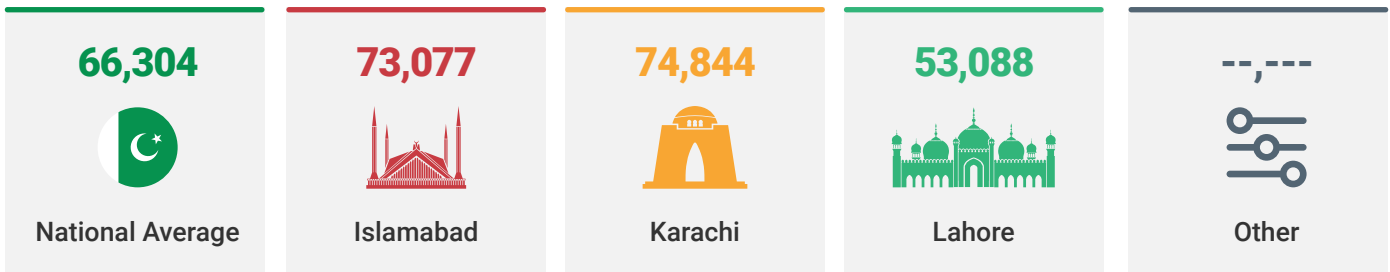 66,304
National Average
73,077
Islamabad
74,844
Karachi
53,088
Lahore
--,---
Other